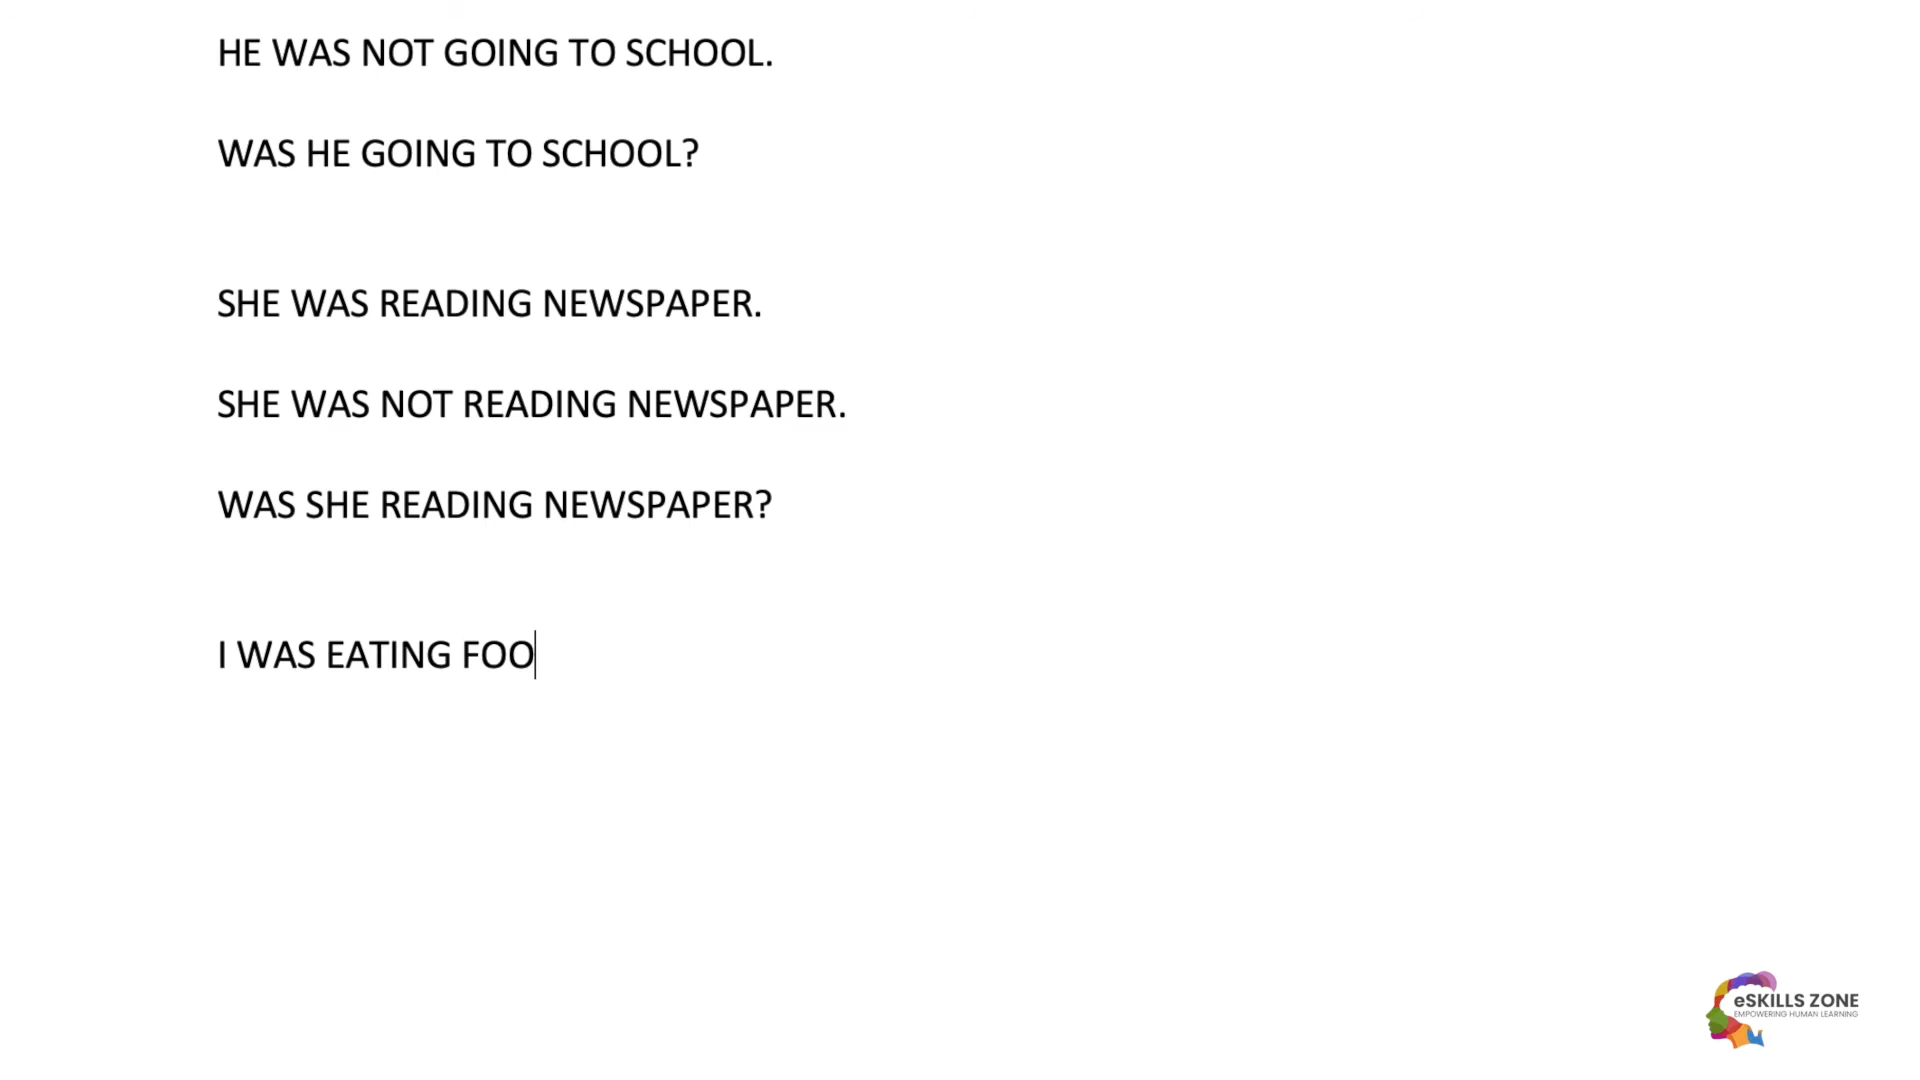 HE WAS NOT GOING TO SCHOOL.
WAS HE GOING TO SCHOOL?
SHE WAS READING NEWSPAPER.
SHE WAS NOT READING NEWSPAPER.
WAS SHE READING NEWSPAPER?
I WAS EATING FOO
eSKILLS ZONE
EMPOWERING HUMAN LEARNING